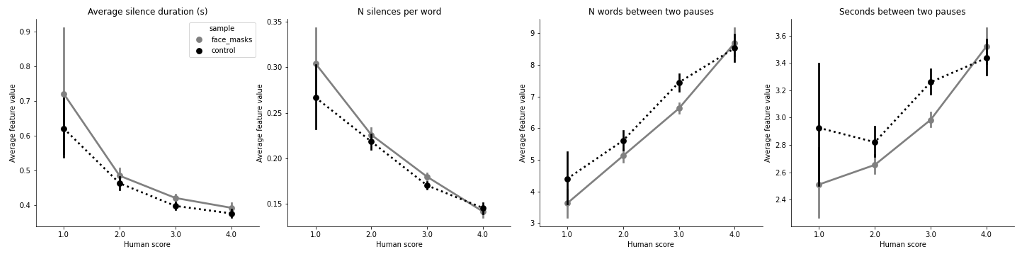 Average silence duration (s)
Average feature value
0.9
0.8
0.7
0.6
0.5
0.4
sample
face_masks
control
1.0 2.0 3.0 4.0
Human score
N silences per word
Average feature value
0.35
0.30
0.25
0.20
0.15
1.0 2.0 3.0 4.0
Human score
N words between two pauses
Average feature value
9
8
7
6
5
4
3
1.0 2.0 3.0 4.0
Human score
Seconds between two pauses
Average feature value
3.6
3.4
3.2
3.0
2.8
2.6
2.4
1.0 2.0 3.0 4.0
Human score